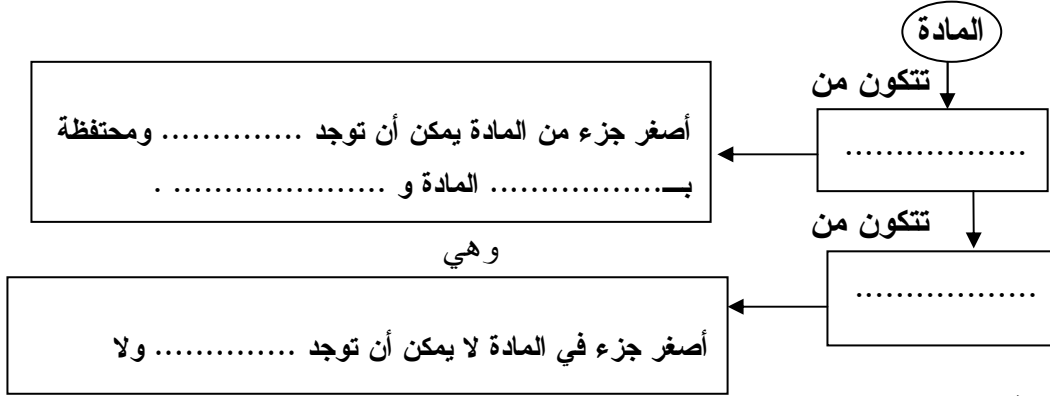 المادة
تتكون من
..................
أصغر جزء من المادة يمكن أن توجد .............. ومحتفظة
بــ................. المادة و ..................... .
تتكون من
وهي
..................
أصغر جزء في المادة لا يمكن أن توجد .............. ولا